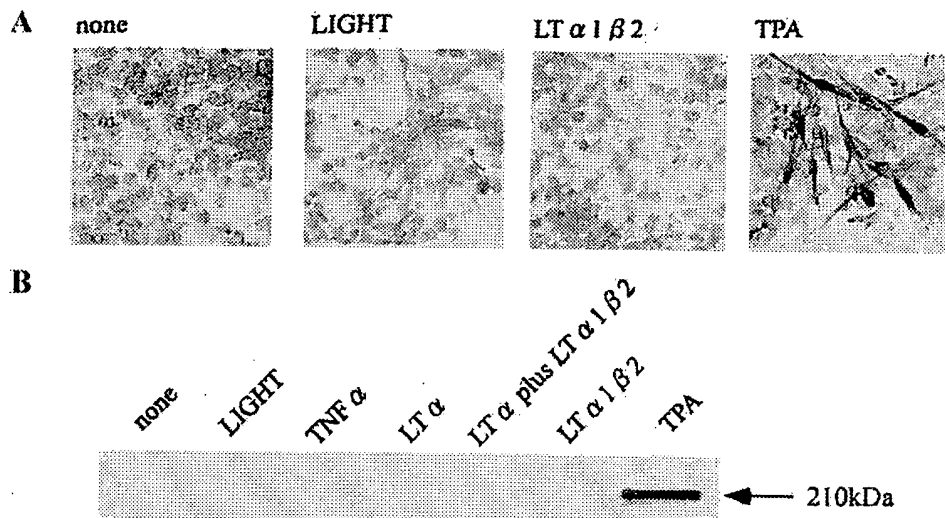 A
none
LIGHT
LT α 1 β 2
TPA
B
none
LIGHT
TNF α
LT α
LT α plus LT α 1 β 2
LT α 1 β 2
TPA
210kDa